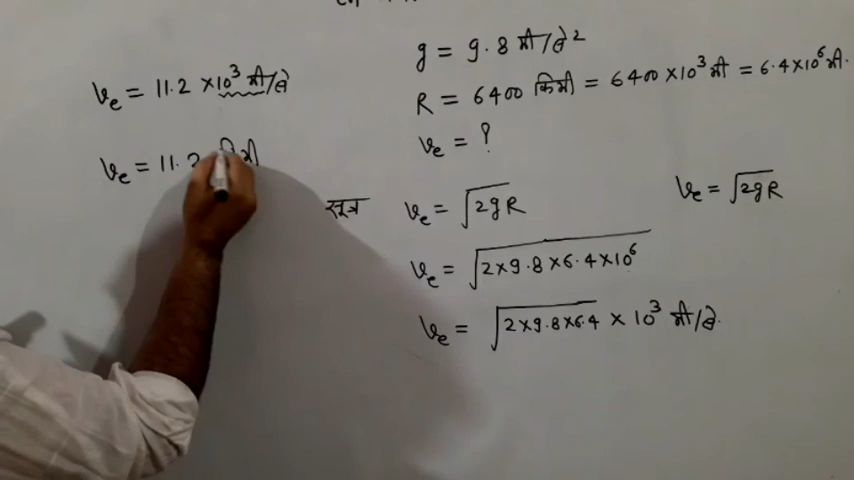 g = 9.8 मी/से²
R = 6400 किमी = 6400 × 10³ मी = 6.4 × 10⁶ मी.
vₑ = ?
सूत्र vₑ = √2gR
vₑ = √2gR
vₑ = √2×9.8×6.4×10⁶
vₑ = √2×9.8×6.4 × 10³ मी/से.
vₑ = 11.2 × 10³ मी/से
vₑ = 11.2